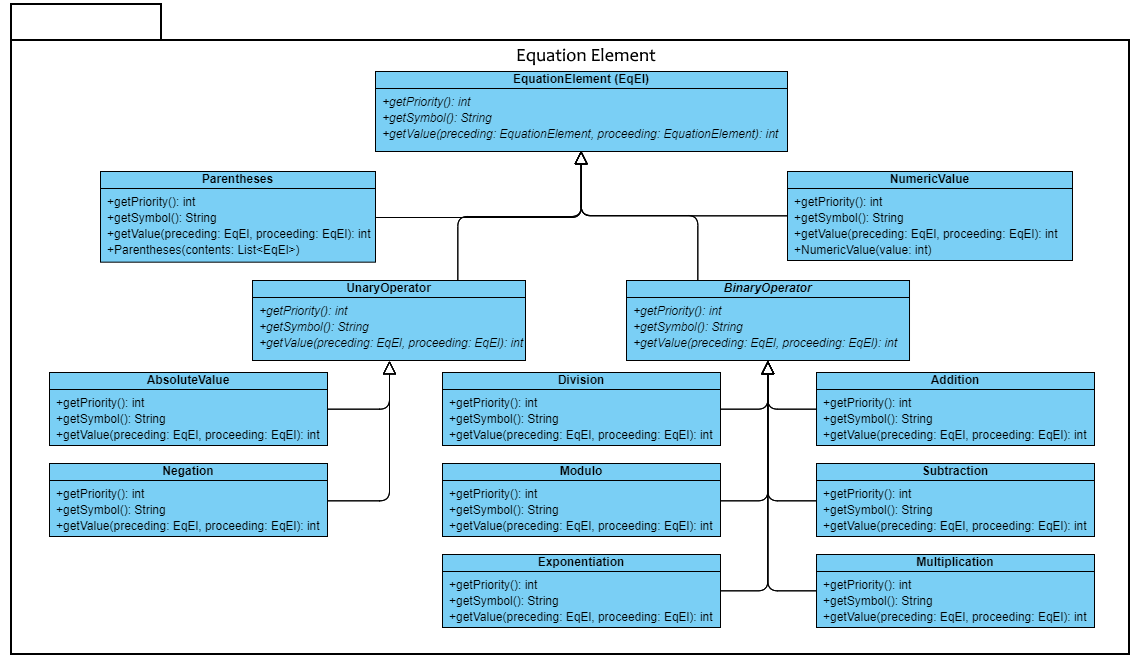 Equation Element
EquationElement (EqEl)
+getPriority(): int
+getSymbol(): String
+getValue(preceding: EquationElement, proceeding: EquationElement): int
Parentheses
+getPriority(): int
+getSymbol(): String
+getValue(preceding: EqEl, proceeding: EqEl): int
+Parentheses(contents: List<EqEl>)
NumericValue
+getPriority(): int
+getSymbol(): String
+getValue(preceding: EqEl, proceeding: EqEl): int
+NumericValue(value: int)
UnaryOperator
+getPriority(): int
+getSymbol(): String
+getValue(preceding: EqEl, proceeding: EqEl): int
BinaryOperator
+getPriority(): int
+getSymbol(): String
+getValue(preceding: EqEl, proceeding: EqEl): int
AbsoluteValue
+getPriority(): int
+getSymbol(): String
+getValue(preceding: EqEl, proceeding: EqEl): int
Division
+getPriority(): int
+getSymbol(): String
+getValue(preceding: EqEl, proceeding: EqEl): int
Addition
+getPriority(): int
+getSymbol(): String
+getValue(preceding: EqEl, proceeding: EqEl): int
Negation
+getPriority(): int
+getSymbol(): String
+getValue(preceding: EqEl, proceeding: EqEl): int
Modulo
+getPriority(): int
+getSymbol(): String
+getValue(preceding: EqEl, proceeding: EqEl): int
Subtraction
+getPriority(): int
+getSymbol(): String
+getValue(preceding: EqEl, proceeding: EqEl): int
Exponentiation
+getPriority(): int
+getSymbol(): String
+getValue(preceding: EqEl, proceeding: EqEl): int
Multiplication
+getPriority(): int
+getSymbol(): String
+getValue(preceding: EqEl, proceeding: EqEl): int